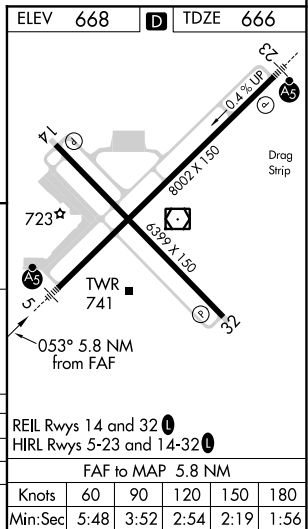 ELEV 668 D TDZE 666
23
A5
0.4% UP
P
14
P
8002 X 150
Drag
Strip
723
6399 X 150
A5
TWR
741
5
P
32
053° 5.8 NM
from FAF
REIL Rwys 14 and 32 L
HIRL Rwys 5-23 and 14-32 L
FAF to MAP 5.8 NM
Knots 60 90 120 150 180
Min:Sec 5:48 3:52 2:54 2:19 1:56